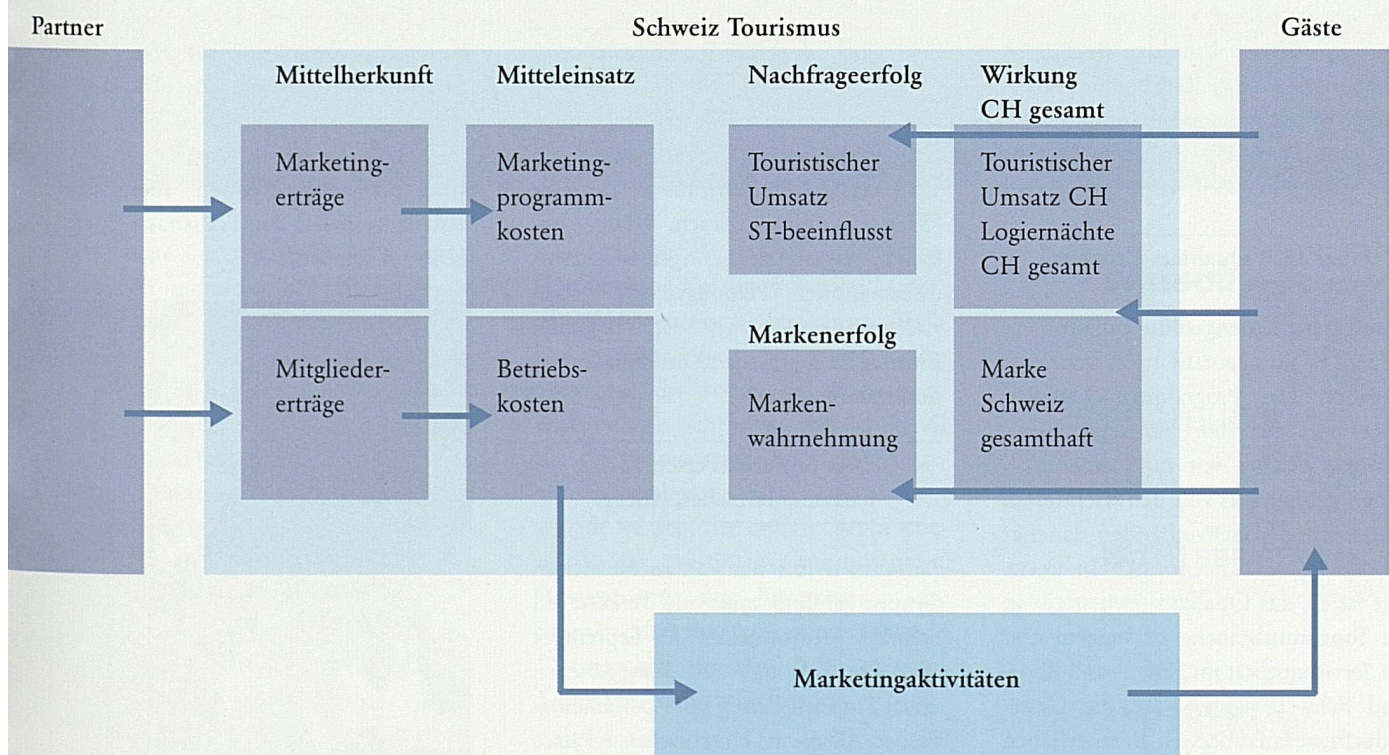 Partner
Schweiz Tourismus
Gäste
Mittelherkunft
Mitteleinsatz
Nachfrageerfolg
Wirkung
CH gesamt
Marketing-
erträge
Marketing-
programm-
kosten
Touristischer
Umsatz
ST-beeinflusst
Touristischer
Umsatz CH
Logiernächte
CH gesamt
Mitglieder-
erträge
Betriebs-
kosten
Markenerfolg
Marken-
wahrnehmung
Marke
Schweiz
gesamthaft
Marketingaktivitäten